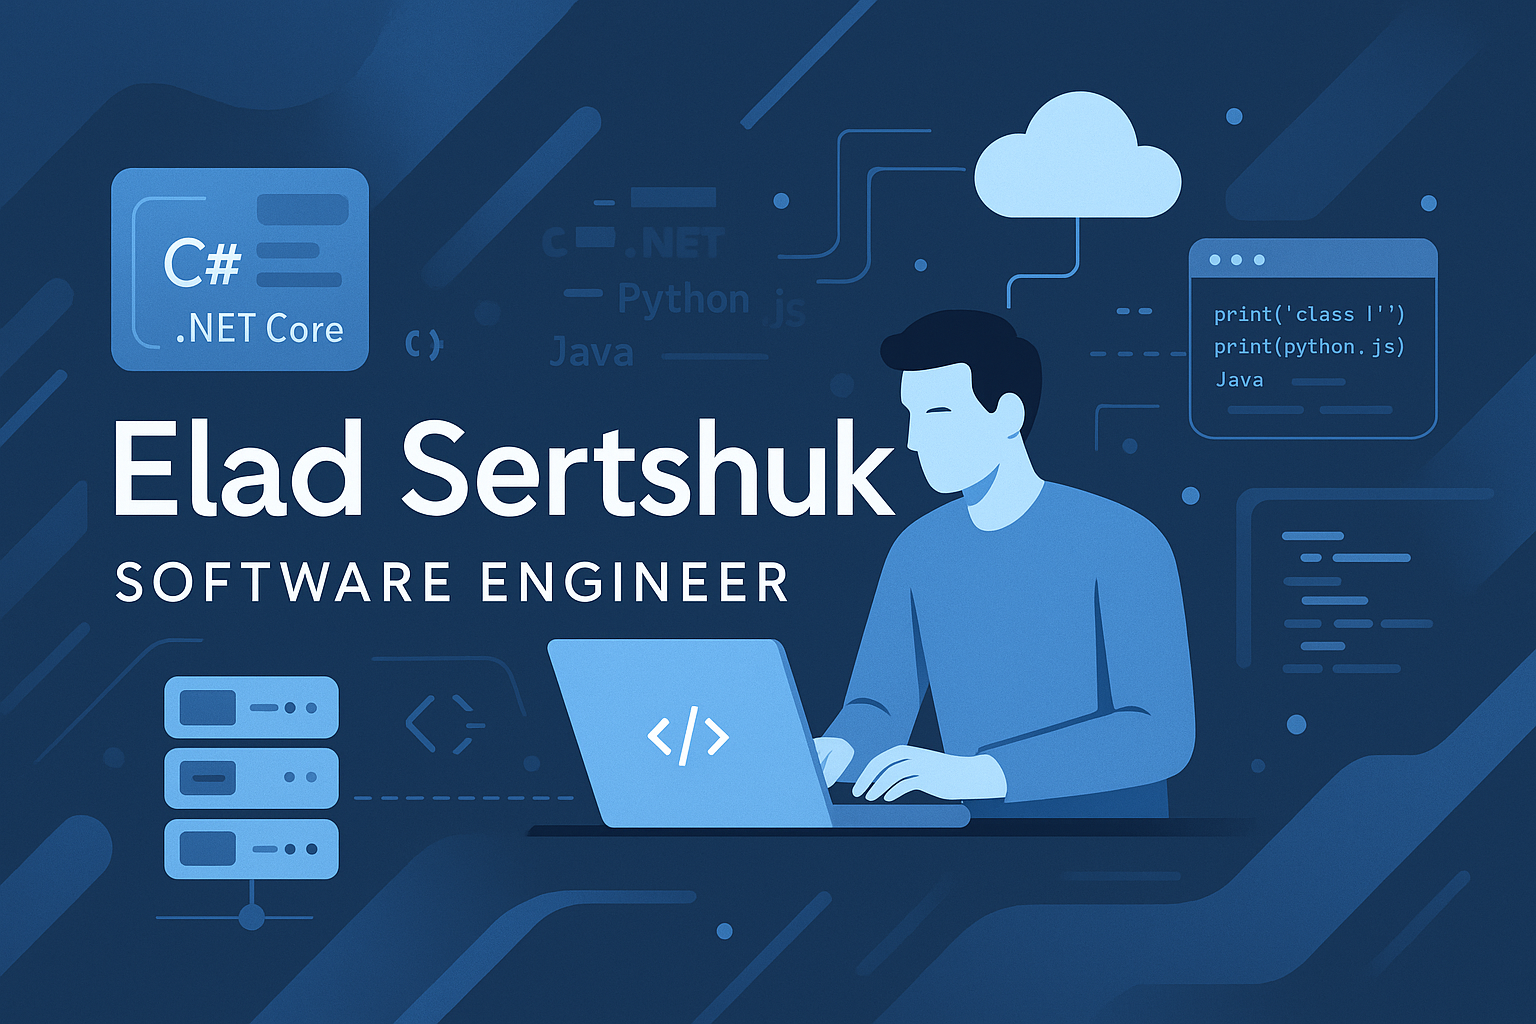 C#
.NET Core
C .NET
Python .js
Java
Elad Sertshuk
SOFTWARE ENGINEER
</>
print('class I'')
print(python.js)
Java